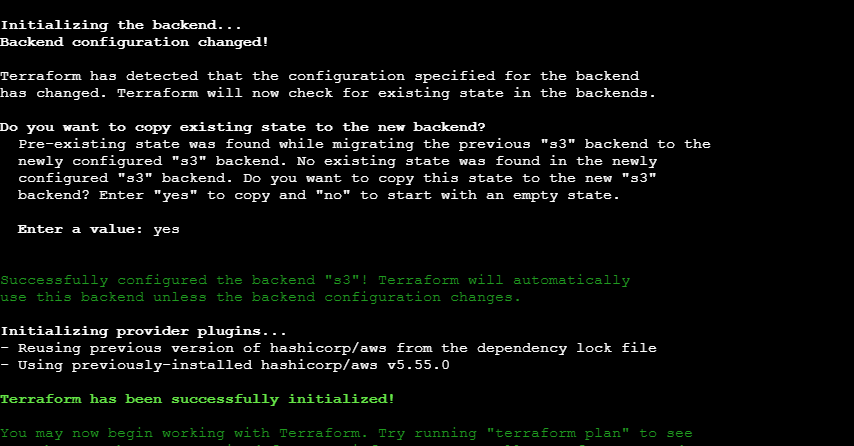 Initializing the backend...
Backend configuration changed!
Terraform has detected that the configuration specified for the backend
has changed. Terraform will now check for existing state in the backends.
Do you want to copy existing state to the new backend?
Pre-existing state was found while migrating the previous "s3" backend to the
newly configured "s3" backend. No existing state was found in the newly
configured "s3" backend. Do you want to copy this state to the new "s3"
backend? Enter "yes" to copy and "no" to start with an empty state.
Enter a value: yes
Successfully configured the backend "s3"! Terraform will automatically
use this backend unless the backend configuration changes.
Initializing provider plugins...
- Reusing previous version of hashicorp/aws from the dependency lock file
- Using previously-installed hashicorp/aws v5.55.0
Terraform has been successfully initialized!
You may now begin working with Terraform. Try running "terraform plan" to see